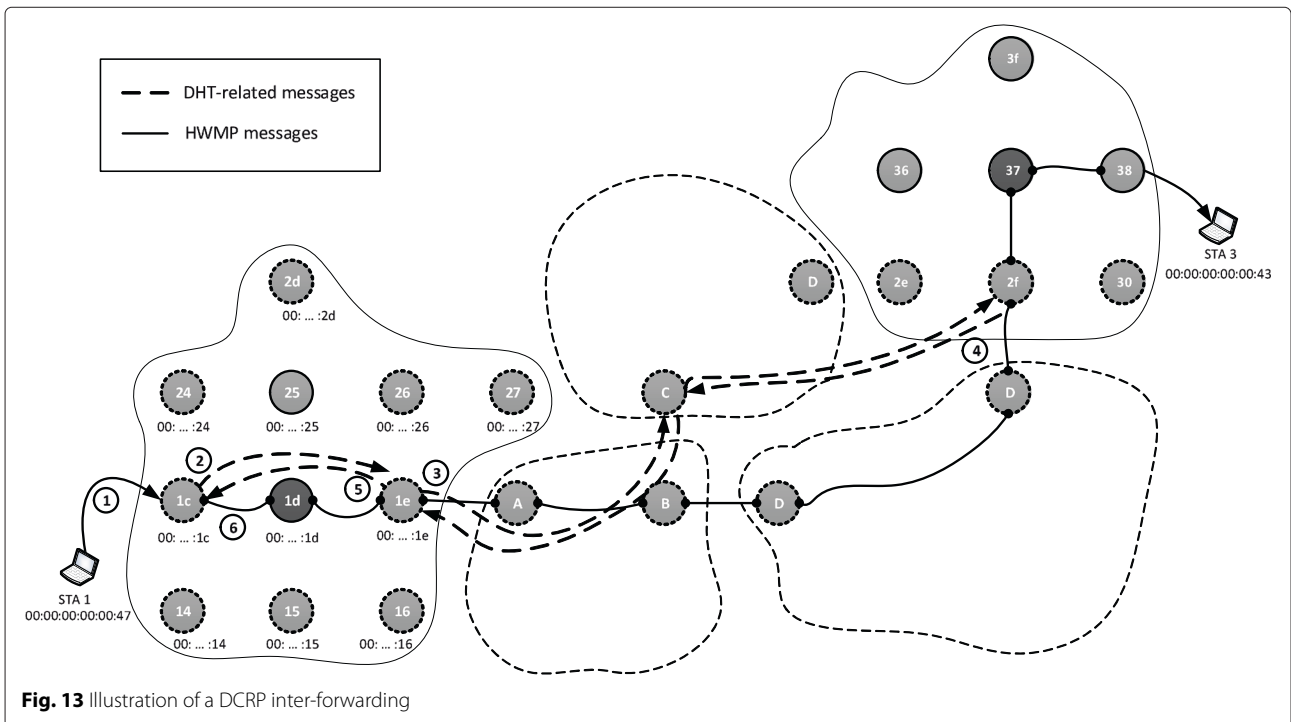 DHT-related messages
HWMP messages
3f
36
37
38
STA 3
00:00:00:00:00:43
2d
00: ... :2d
D
2e
2f
30
4
24
25
26
27
00: ... :24
00: ... :25
00: ... :26
00: ... :27
C
D
2
3
1
5
1c
1d
1e
A
B
D
6
00: ... :1c
00: ... :1d
00: ... :1e
STA 1
00:00:00:00:00:47
14
15
16
00: ... :14
00: ... :15
00: ... :16
Fig. 13 Illustration of a DCRP inter-forwarding